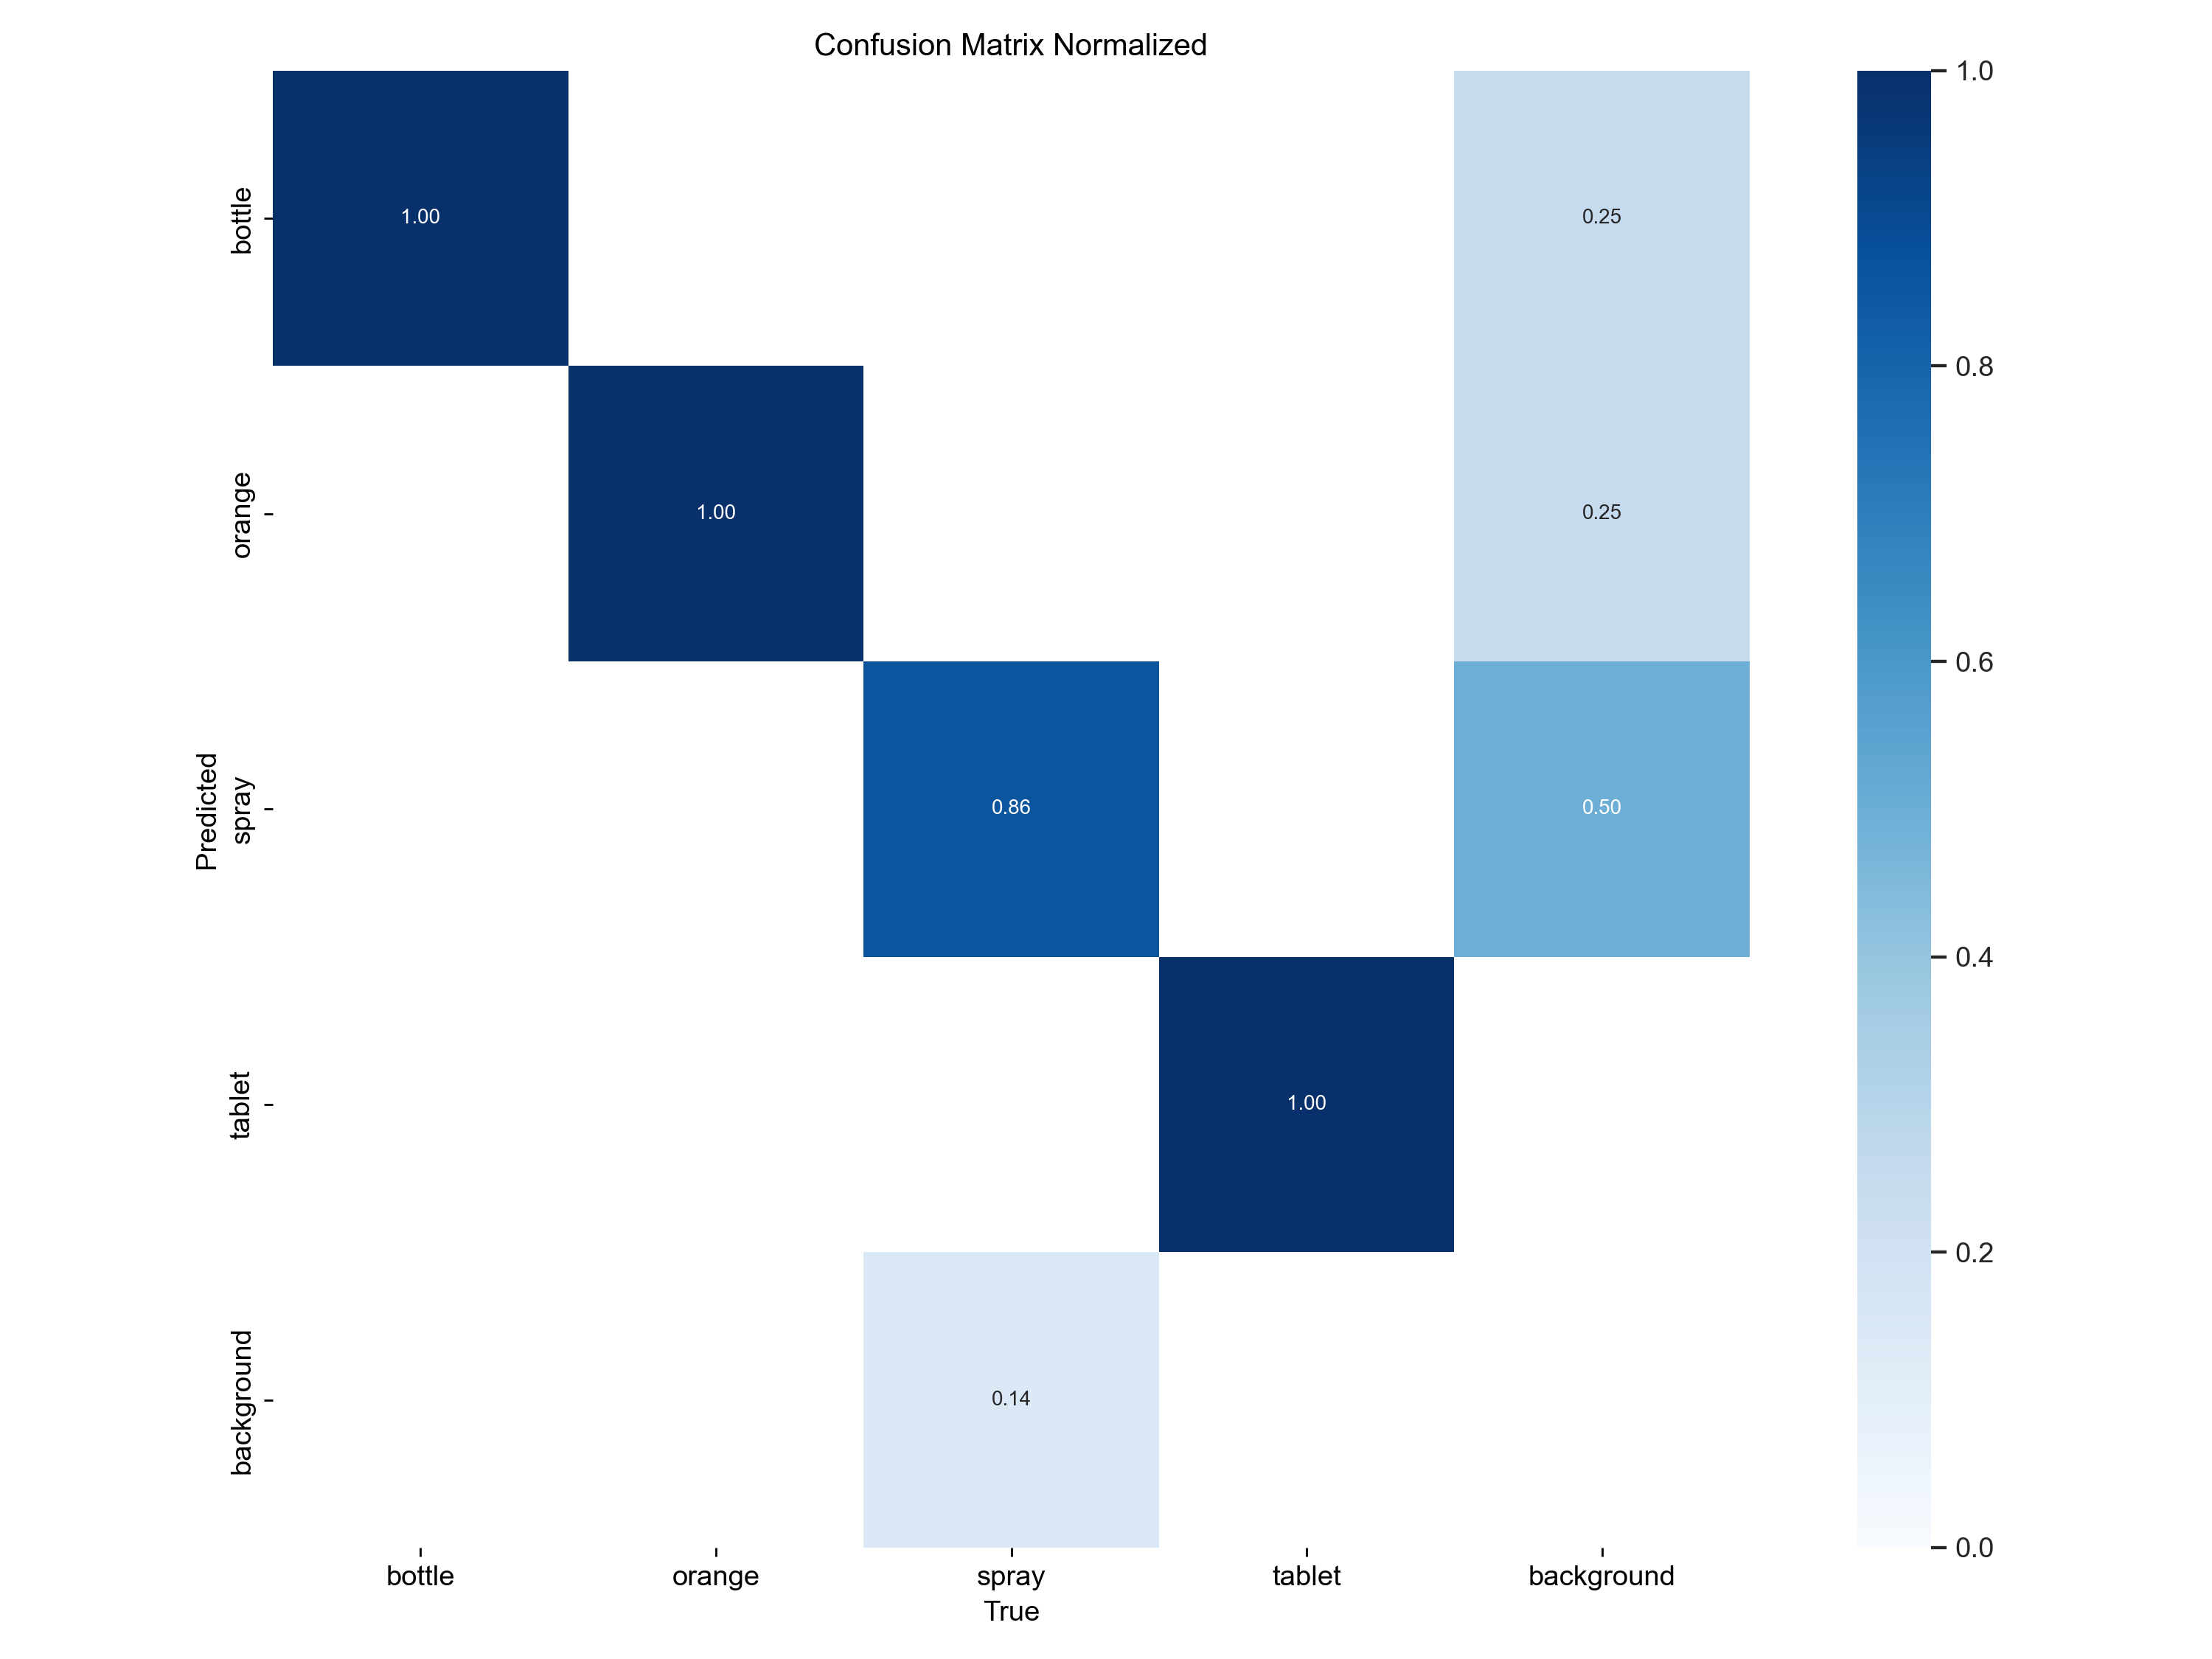 Confusion Matrix Normalized
1.0
bottle
1.00
0.25
0.8
orange
1.00
0.25
0.6
Predicted
spray
0.86
0.50
0.4
tablet
1.00
0.2
background
0.14
0.0
bottle
orange
spray
tablet
background
True